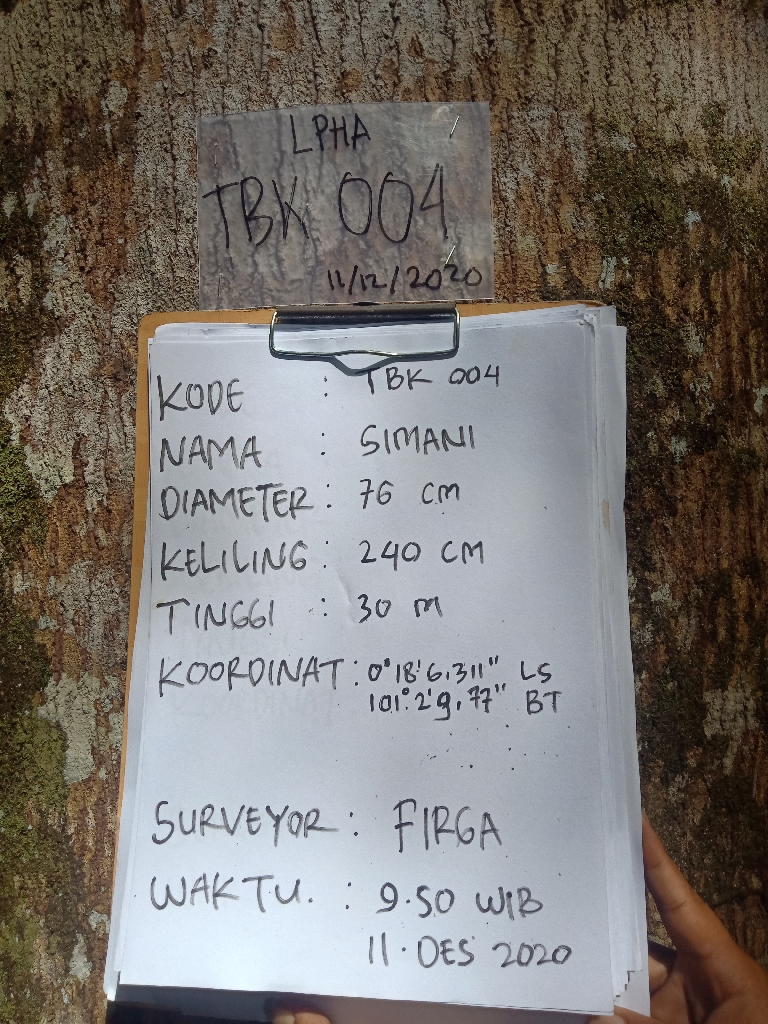 LPHA
TBK 004
11/12/2020
KODE : TBK 004
NAMA : SIMANI
DIAMETER : 76 CM
KELILING : 240 CM
TINGGI : 30 M
KOORDINAT : 0°18'6,311" LS
101°2'9,77" BT
SURVEYOR : FIRGA
WAKTU. : 9.50 WIB
11. DES 2020